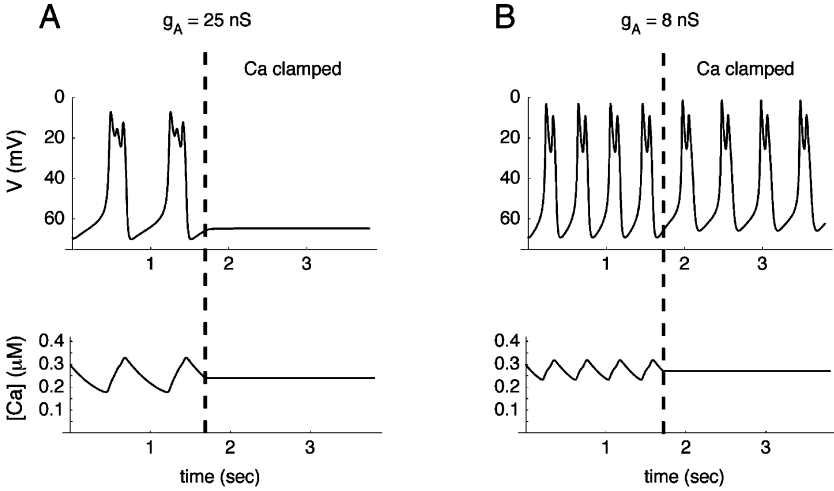 A
g_A = 25 nS
B
g_A = 8 nS
Ca clamped
Ca clamped
V (mV)
0
20
40
60
1 2 3
0
20
40
60
1 2 3
[Ca] (μM)
0.4
0.3
0.2
0.1
1 2 3
time (sec)
0.4
0.3
0.2
0.1
1 2 3
time (sec)